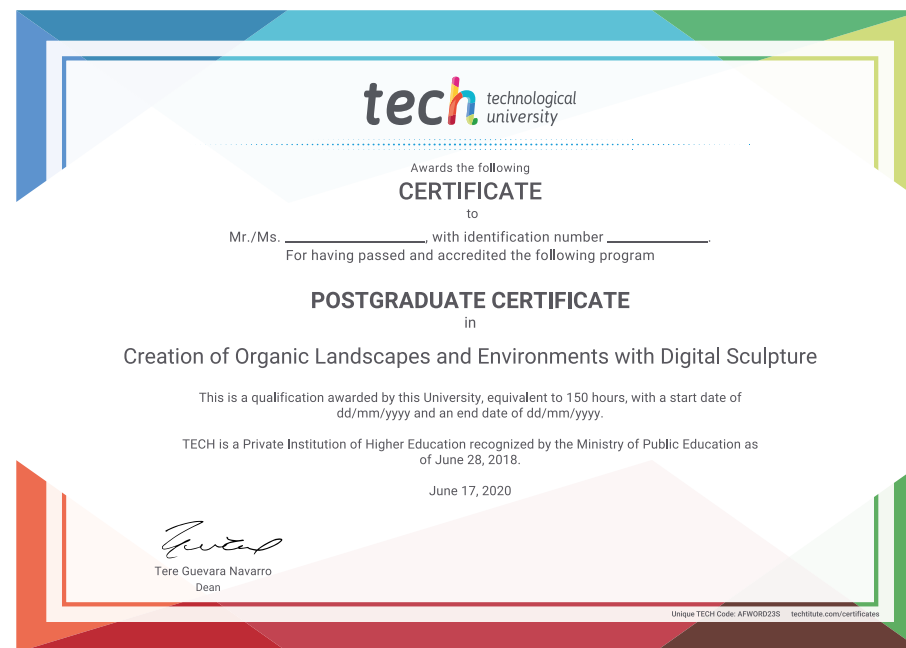 tech technological
university
Awards the following
CERTIFICATE
to
Mr./Ms. ____________________, with identification number ______________.
For having passed and accredited the following program
POSTGRADUATE CERTIFICATE
in
Creation of Organic Landscapes and Environments with Digital Sculpture
This is a qualification awarded by this University, equivalent to 150 hours, with a start date of
dd/mm/yyyy and an end date of dd/mm/yyyy.
TECH is a Private Institution of Higher Education recognized by the Ministry of Public Education as
of June 28, 2018.
June 17, 2020
Tere Guevara Navarro
Dean
Unique TECH Code: AFWORD23S techtitute.com/certificates